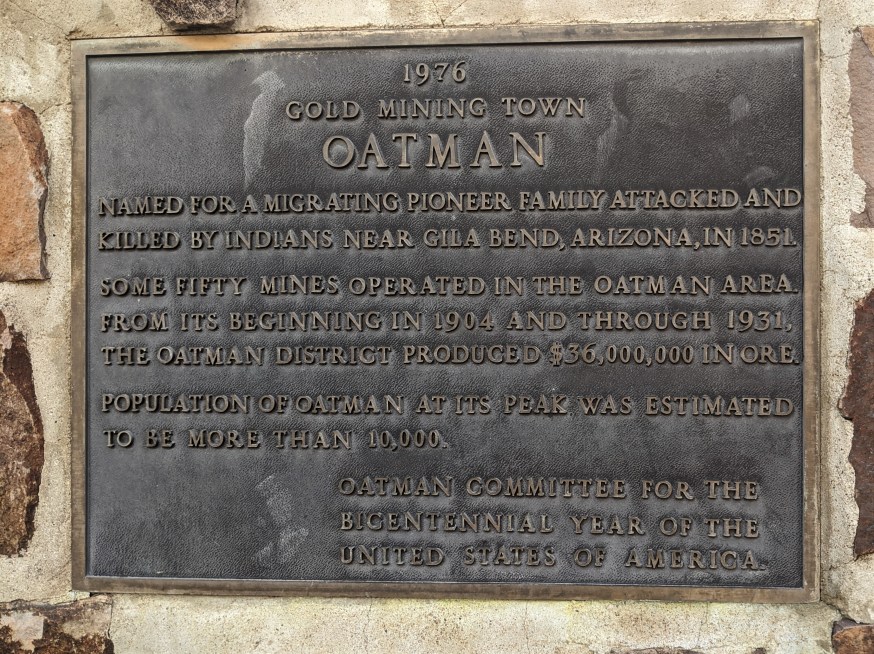 1976
GOLD MINING TOWN
OATMAN
NAMED FOR A MIGRATING PIONEER FAMILY ATTACKED AND
KILLED BY INDIANS NEAR GILA BEND, ARIZONA, IN 1851.
SOME FIFTY MINES OPERATED IN THE OATMAN AREA.
FROM ITS BEGINNING IN 1904 AND THROUGH 1931,
THE OATMAN DISTRICT PRODUCED $36,000,000 IN ORE.
POPULATION OF OATMAN AT ITS PEAK WAS ESTIMATED
TO BE MORE THAN 10,000.
OATMAN COMMITTEE FOR THE
BICENTENNIAL YEAR OF THE
UNITED STATES OF AMERICA.